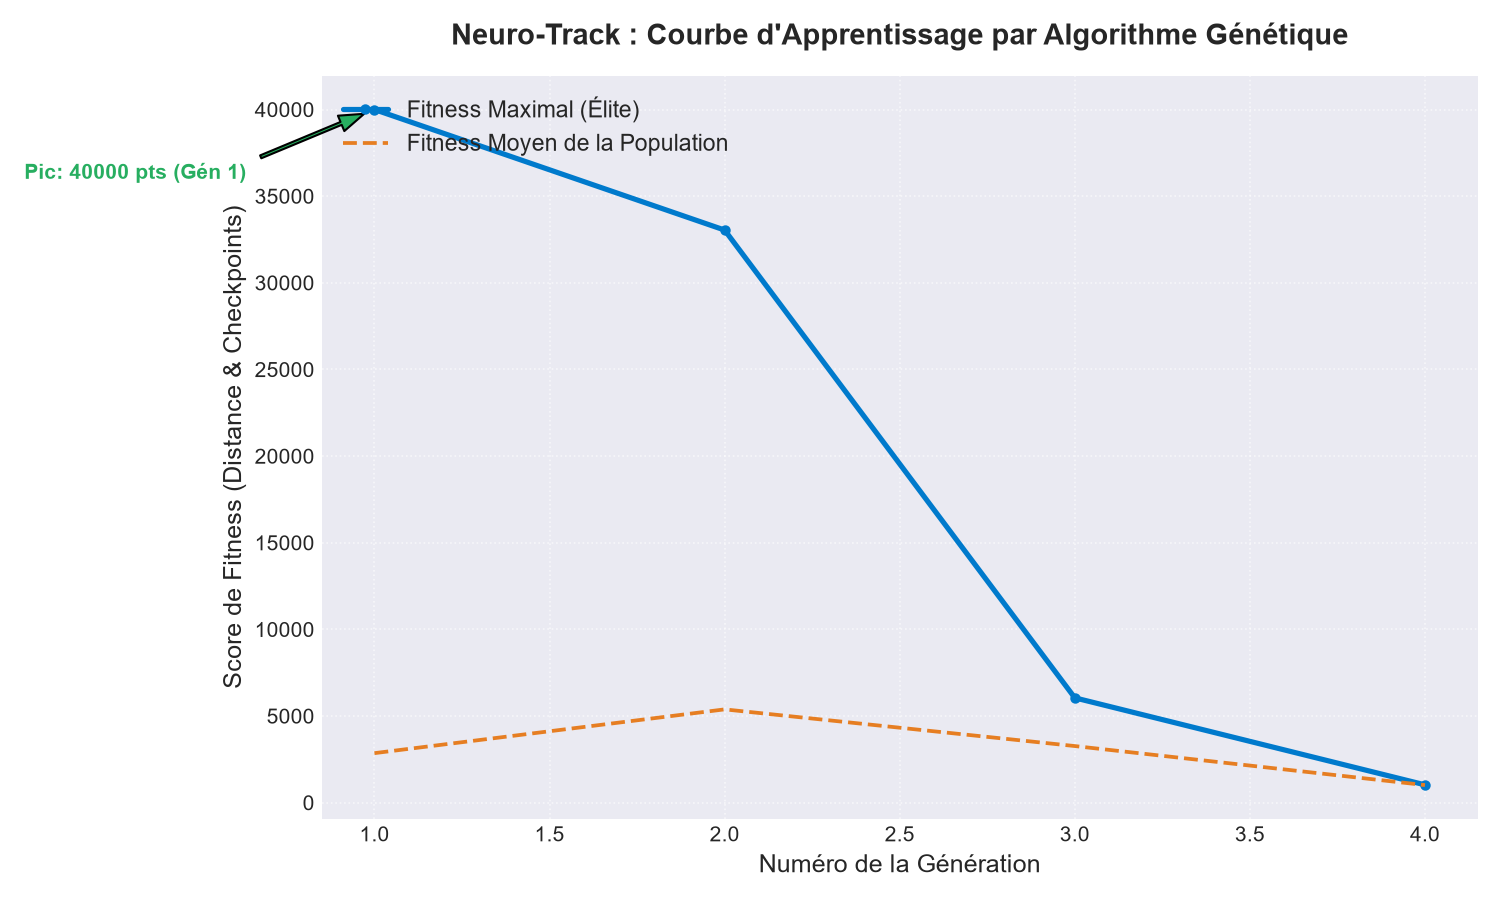 Neuro-Track : Courbe d'Apprentissage par Algorithme Génétique
Fitness Maximal (Élite)
Fitness Moyen de la Population
Pic: 40000 pts (Gén 1)
Score de Fitness (Distance & Checkpoints)
40000
35000
30000
25000
20000
15000
10000
5000
0
1.0 1.5 2.0 2.5 3.0 3.5 4.0
Numéro de la Génération